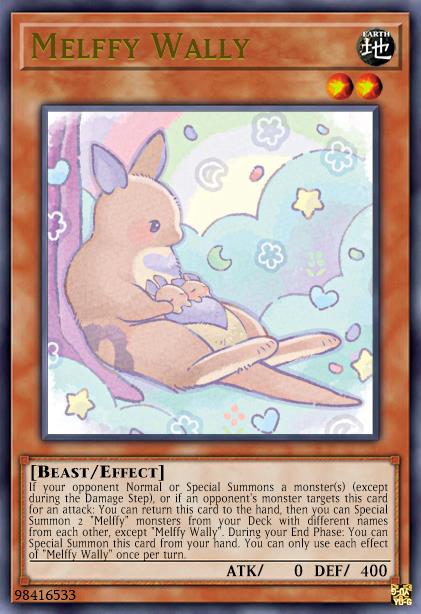 MELFFY WALLY
EARTH
地
[BEAST/EFFECT]
If your opponent Normal or Special Summons a monster(s) (except
during the Damage Step), or if an opponent's monster targets this card
for an attack: You can return this card to the hand, then you can Special
Summon 2 "Melffy" monsters from your Deck with different names
from each other, except "Melffy Wally". During your End Phase: You can
Special Summon this card from your hand. You can only use each effect
of "Melffy Wally" once per turn.
ATK/ 0 DEF/ 400
98416533